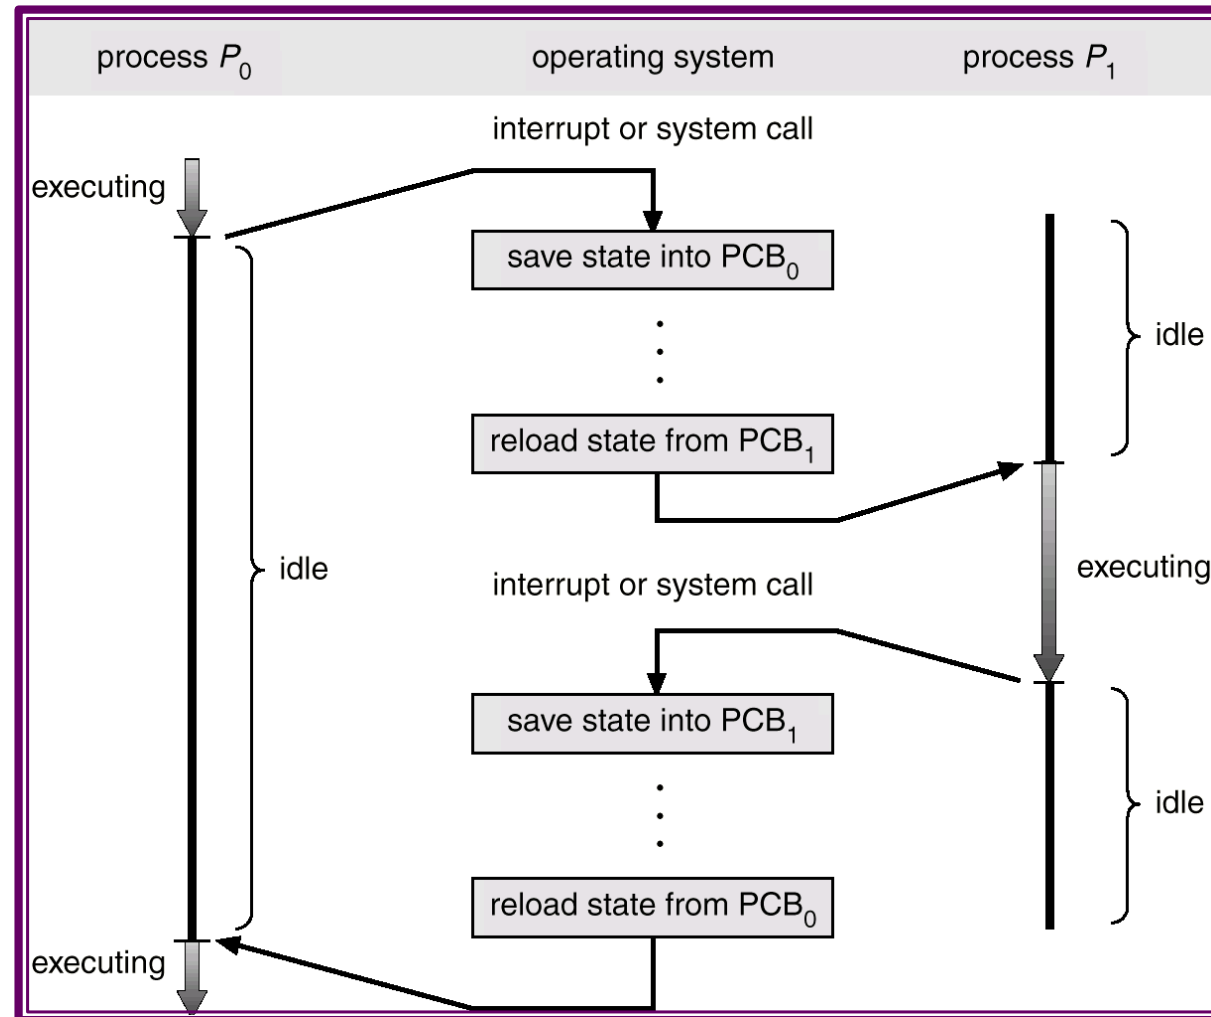 process P0
operating system
process P1
interrupt or system call
executing
save state into PCB0
idle
reload state from PCB1
idle
interrupt or system call
executing
save state into PCB1
idle
reload state from PCB0
executing